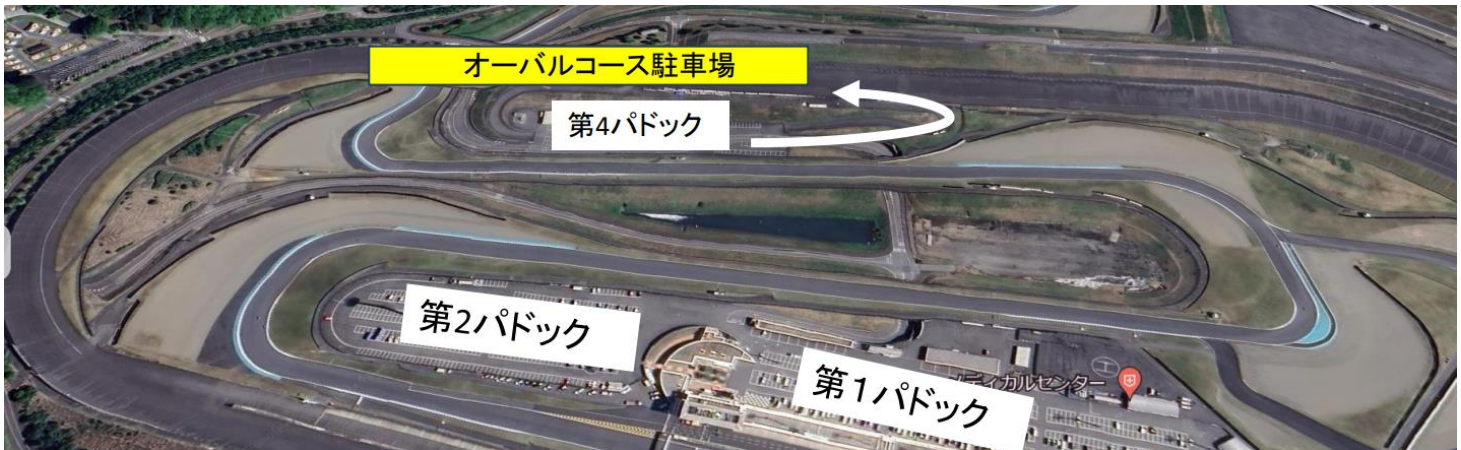 オーバルコース駐車場
第4パドック
第2パドック
第1パドック
メディカルセンター